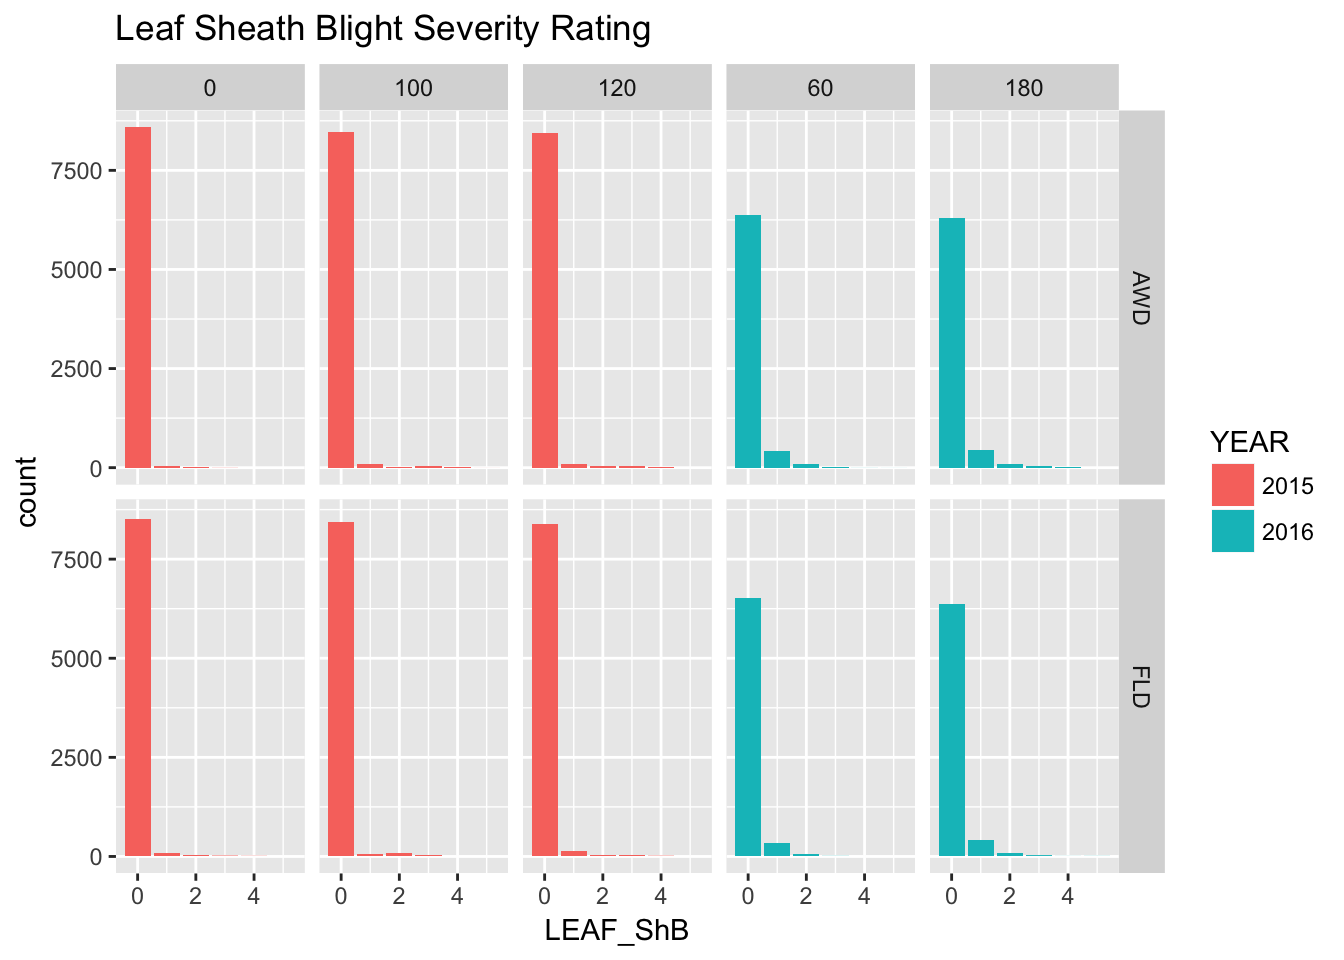 Leaf Sheath Blight Severity Rating
0 100 120 60 180
7500
5000
2500
0
AWD
7500
5000
2500
0
FLD
0 2 4 0 2 4 0 2 4 0 2 4 0 2 4
LEAF_ShB
count
YEAR
2015
2016